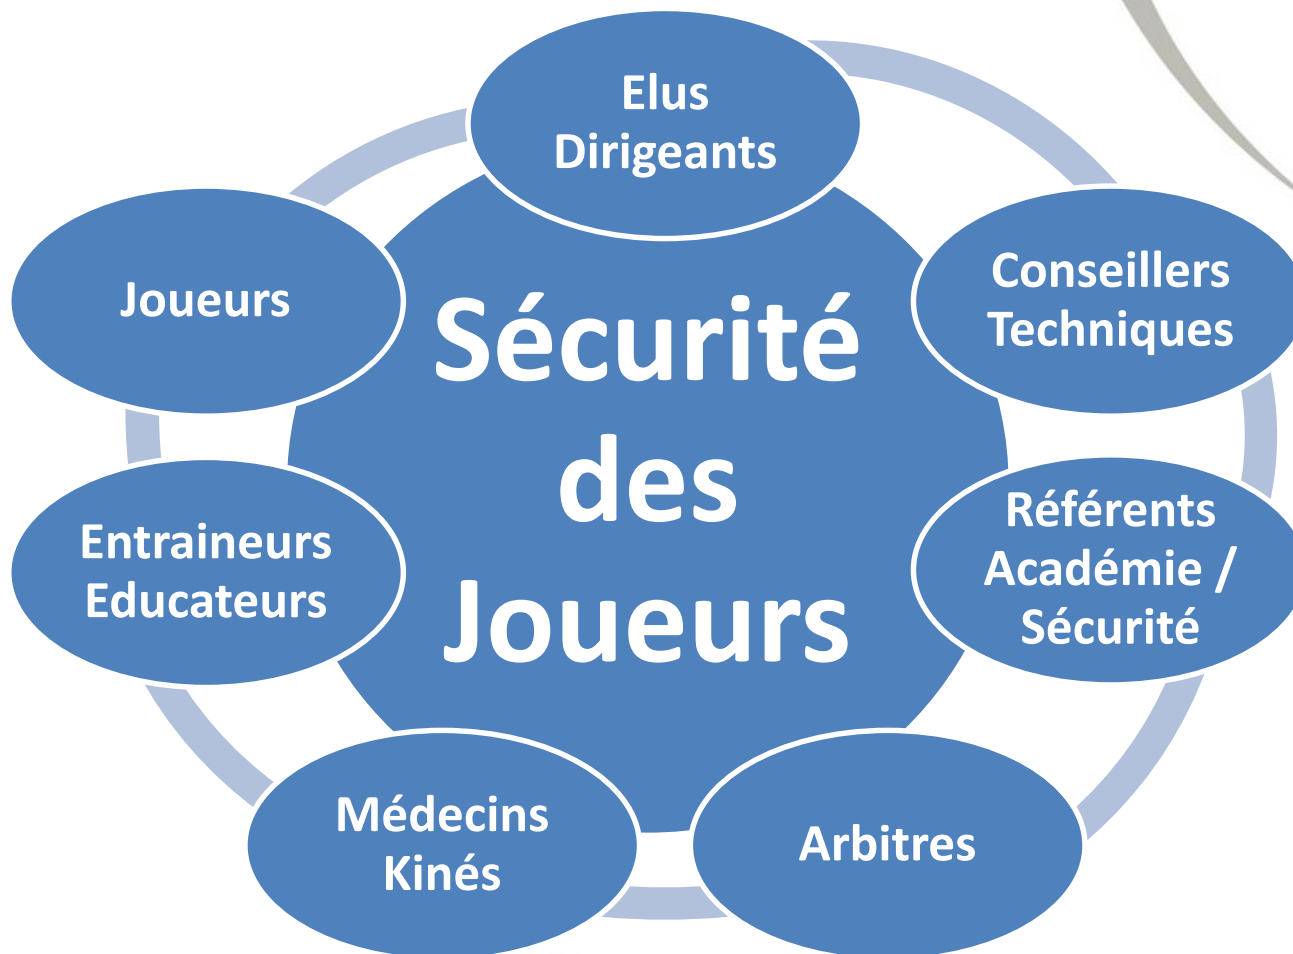 Elus
Dirigeants
Conseillers
Techniques
Référents
Académie /
Sécurité
Arbitres
Médecins
Kinés
Entraineurs
Educateurs
Joueurs
Sécurité
des
Joueurs